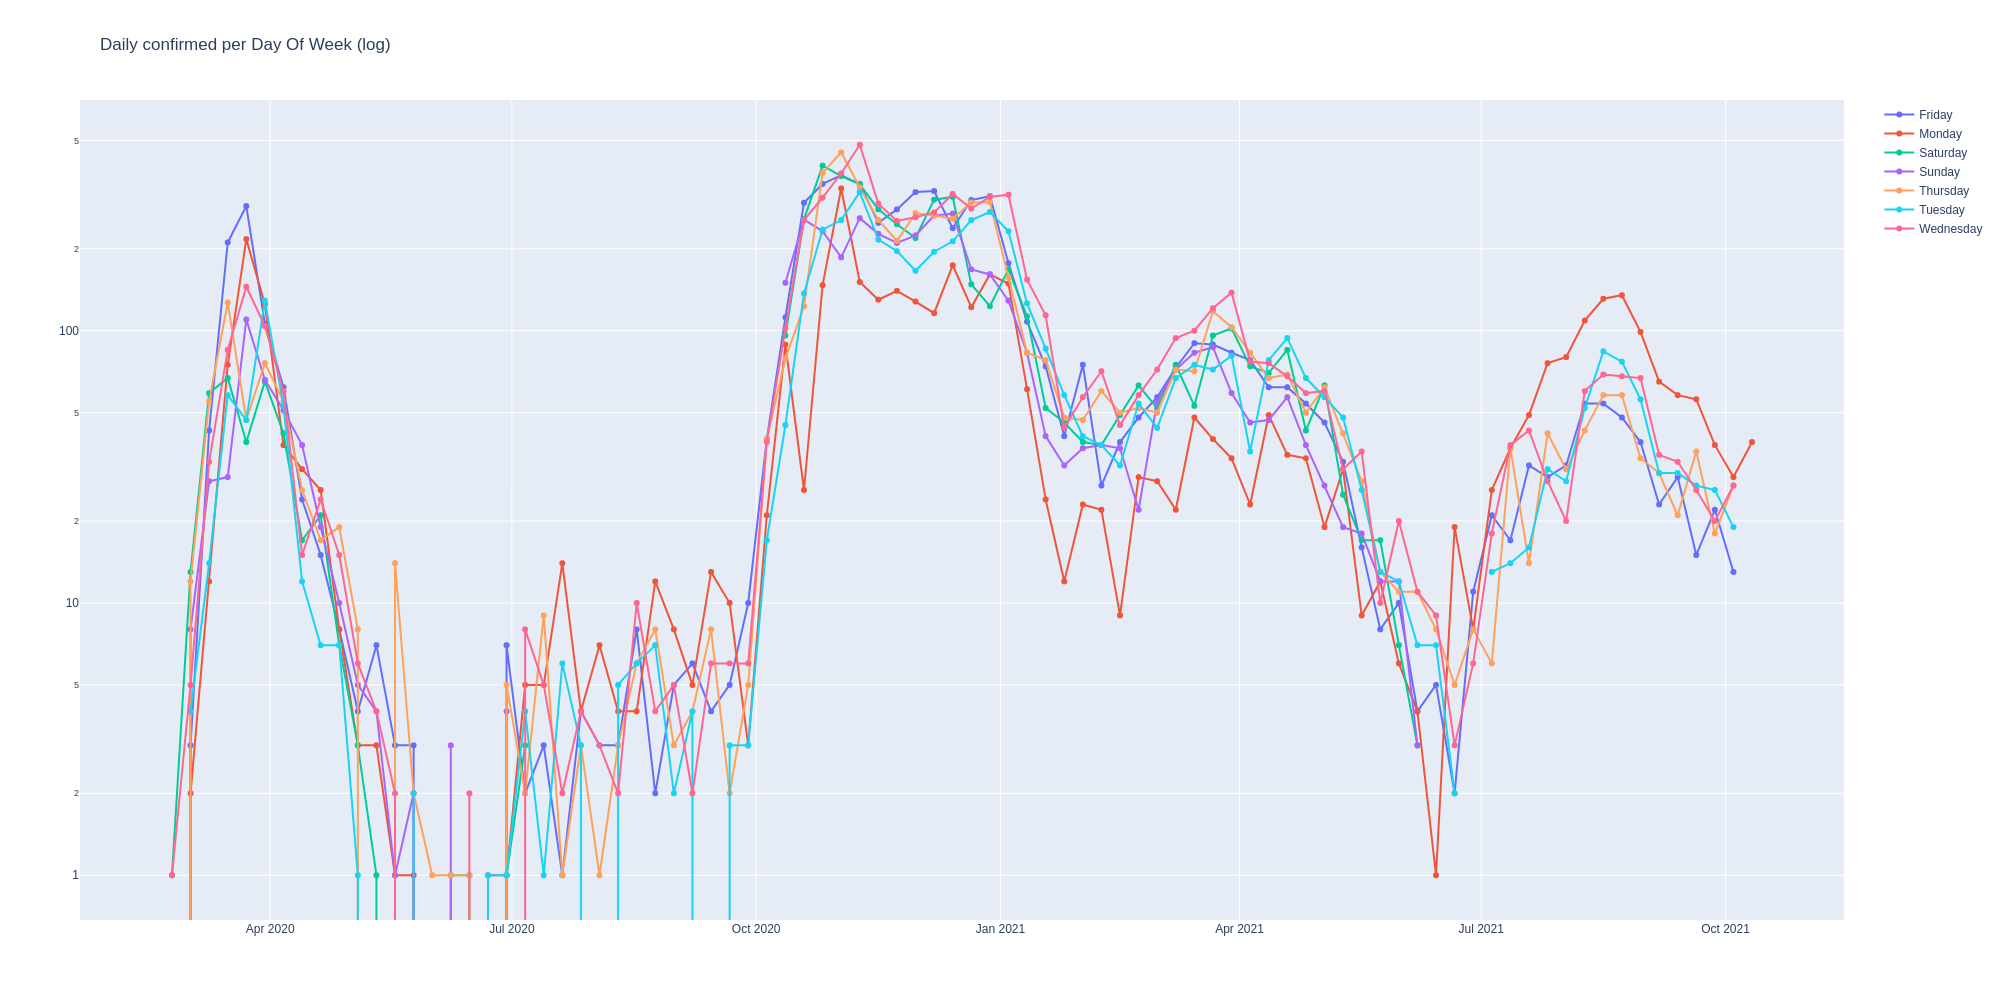 Daily confirmed per Day Of Week (log)
5
2
100
5
2
10
5
2
1
Apr 2020
Jul 2020
Oct 2020
Jan 2021
Apr 2021
Jul 2021
Oct 2021
Friday
Monday
Saturday
Sunday
Thursday
Tuesday
Wednesday